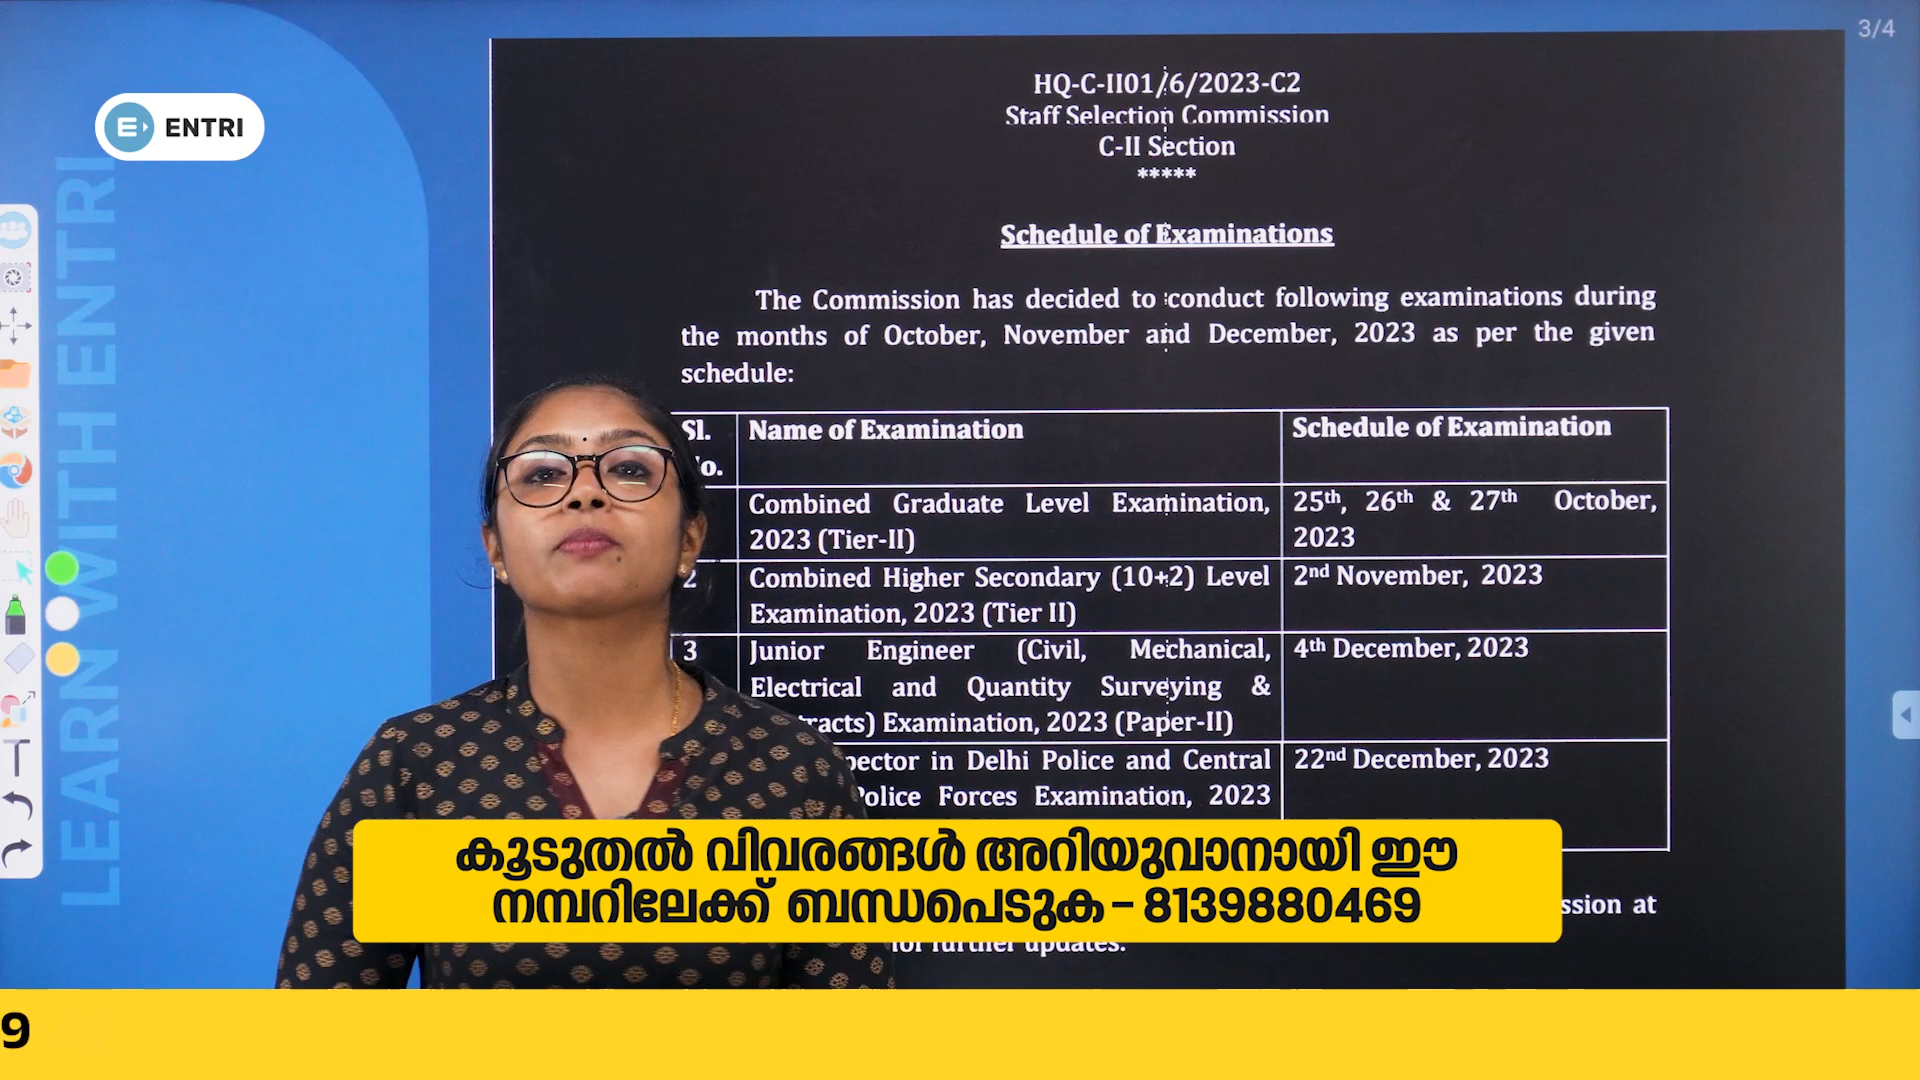 3/4
ENTRI
LEARN WITH ENTRI
HQ-C-II01/6/2023-C2
Staff Selection Commission
C-II Section
*****
Schedule of Examinations
The Commission has decided to conduct following examinations during
the months of October, November and December, 2023 as per the given
schedule:
Sl. Name of Examination Schedule of Examination
Combined Graduate Level Examination, 25th, 26th & 27th October,
2023 (Tier-II) 2023
2 Combined Higher Secondary (10+2) Level 2nd November, 2023
Examination, 2023 (Tier II)
3 Junior Engineer (Civil, Mechanical, 4th December, 2023
Electrical and Quantity Surveying &
Examination, 2023 (Paper-II)
in Delhi Police and Central 22nd December, 2023
Police Forces Examination, 2023
കൂടുതൽ വിവരങ്ങൾ അറിയുവാനായി ഈ
നമ്പറിലേക്ക് ബന്ധപെടുക – 8139880469
at
for further updates.
9